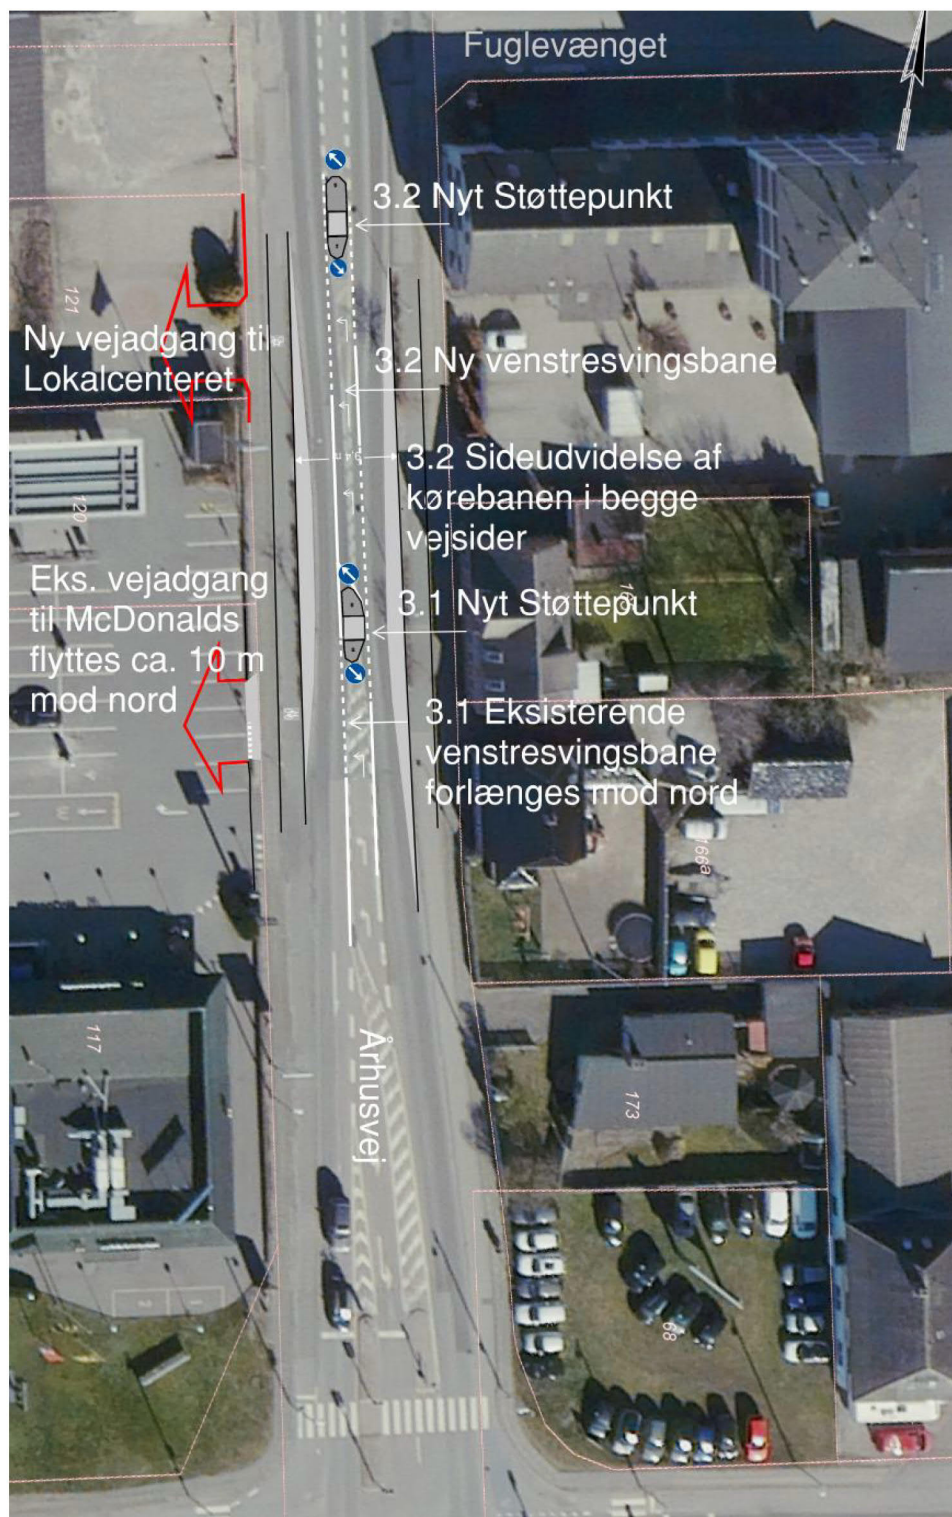 Fuglevænget
3.2 Nyt Støttepunkt
121
Ny vejadgang til
Lokalcenteret
3.2 Ny venstresvingsbane
3.2 Sideudvidelse af
kørebanen i begge
vejsider
120
Eks. vejadgang
til McDonalds
flyttes ca. 10 m
mod nord
3.1 Nyt Støttepunkt
3.1 Eksisterende
venstresvingsbane
forlænges mod nord
166a
117
Århusvej
173
68